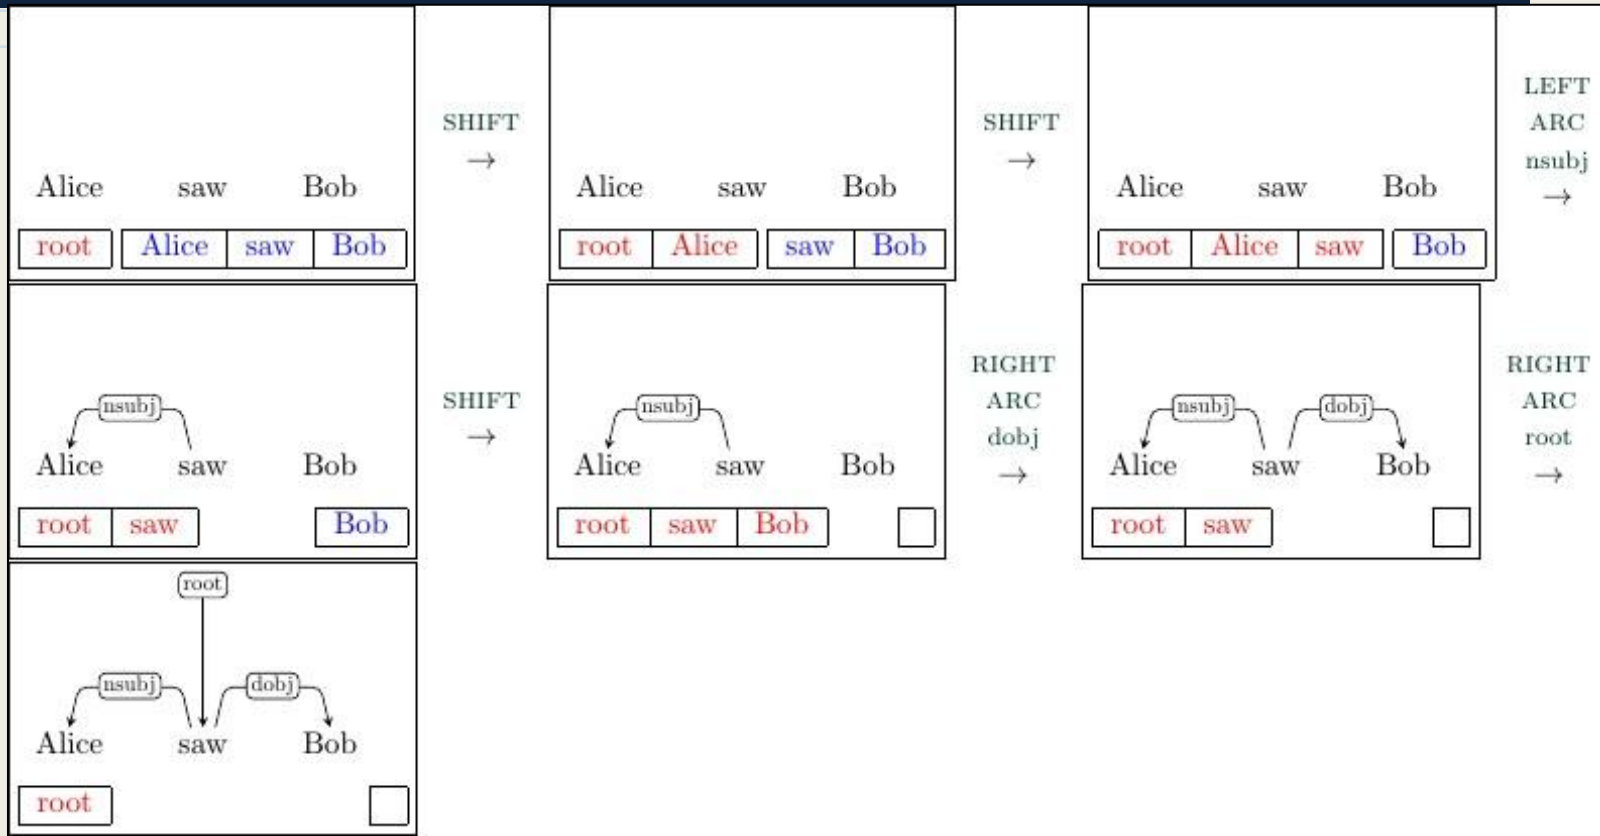 Alice saw Bob
root Alice saw Bob
SHIFT
→
Alice saw Bob
root Alice saw Bob
SHIFT
→
Alice saw Bob
root Alice saw Bob
LEFT
ARC
nsubj
→
nsubj
Alice saw Bob
root saw Bob
SHIFT
→
nsubj
Alice saw Bob
root saw Bob
RIGHT
ARC
dobj
→
nsubj dobj
Alice saw Bob
root saw
RIGHT
ARC
root
→
root
nsubj dobj
Alice saw Bob
root